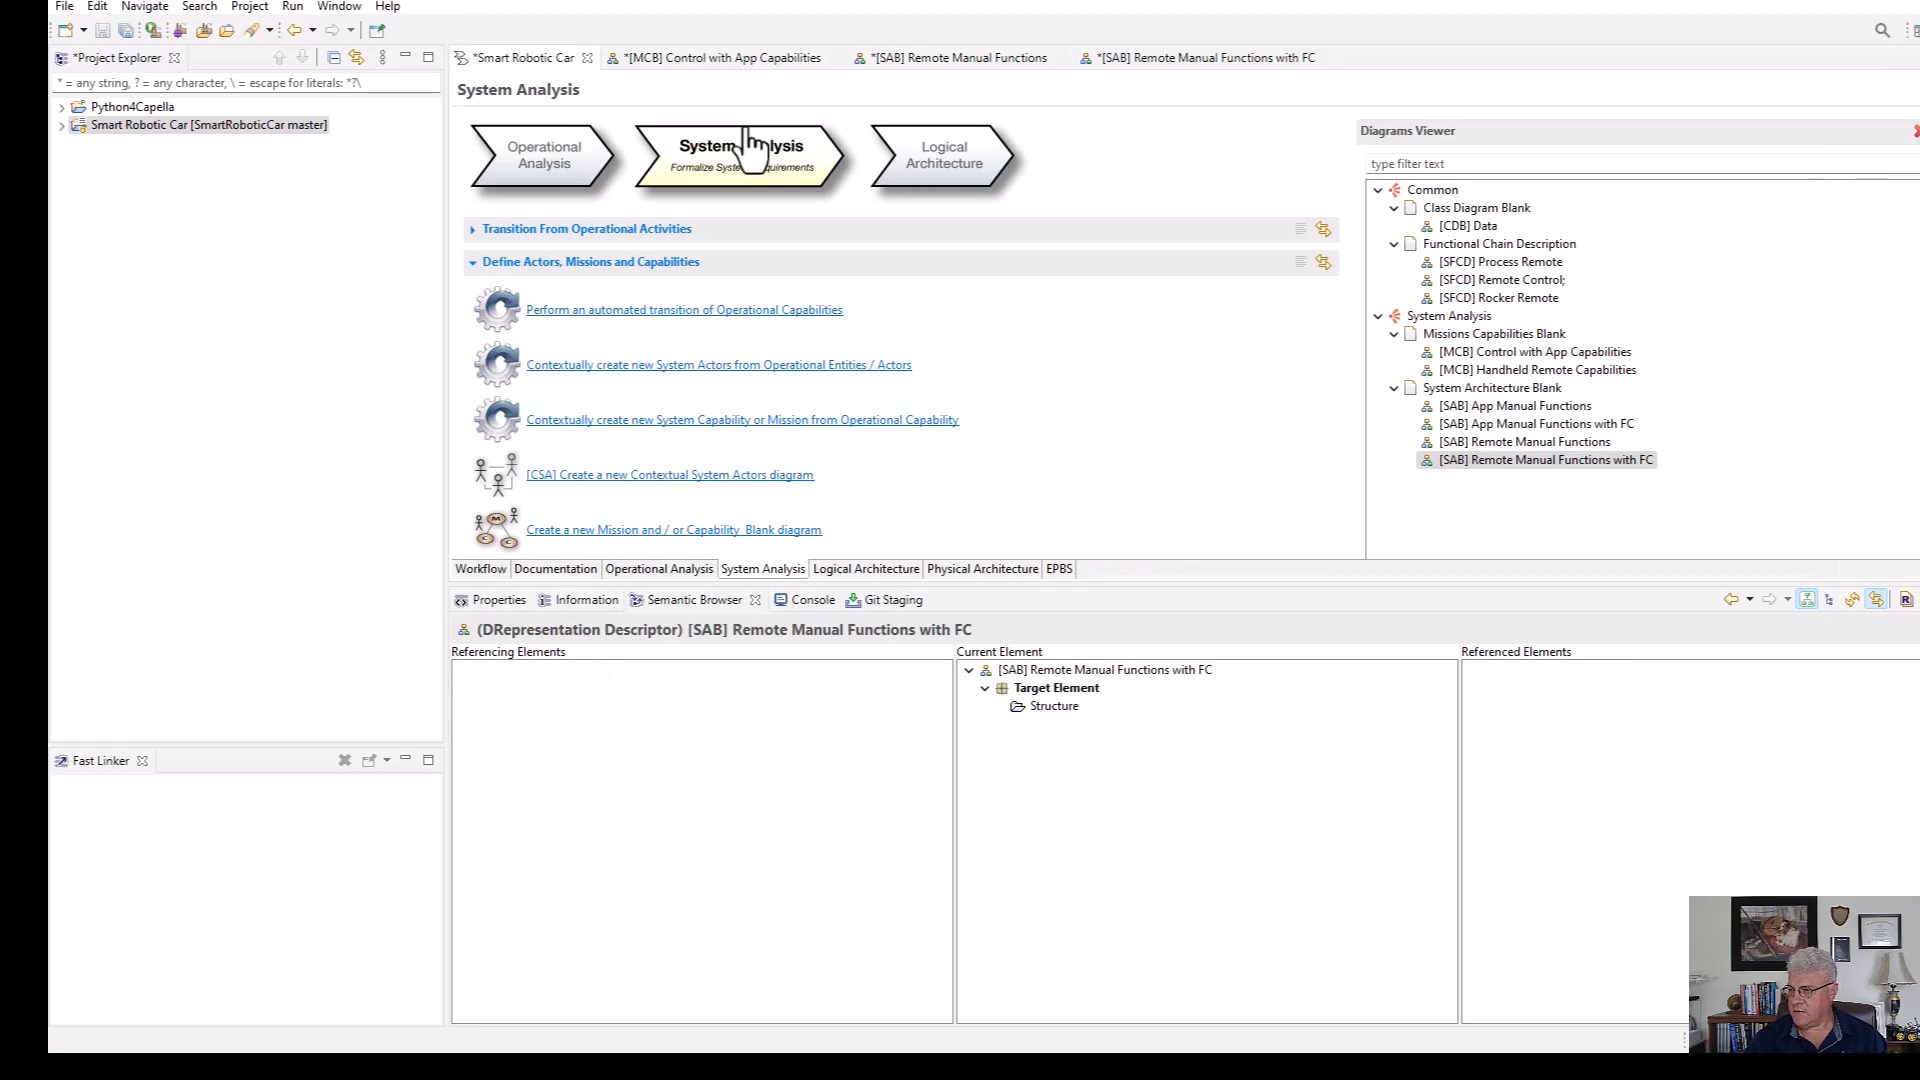 File Edit Navigate Search Project Run Window Help
*Project Explorer
* = any string, ? = any character, \ = escape for literals: *?\
Python4Capella
Smart Robotic Car [SmartRoboticCar master]
*Smart Robotic Car
*[MCB] Control with App Capabilities
*[SAB] Remote Manual Functions
*[SAB] Remote Manual Functions with FC
System Analysis
Operational
Analysis
Formalize
Logical
Architecture
Transition From Operational Activities
Define Actors, Missions and Capabilities
Perform an automated transition of Operational Capabilities
Contextually create new System Actors from Operational Entities / Actors
Contextually create new System Capability or Mission from Operational Capability
[CSA] Create a new Contextual System Actors diagram
Create a new Mission and / or Capability Blank diagram
Workflow Documentation Operational Analysis System Analysis Logical Architecture Physical Architecture EPBS
Diagrams Viewer
type filter text
Common
Class Diagram Blank
[CDB] Data
Functional Chain Description
[SFCD] Process Remote
[SFCD] Remote Control;
[SFCD] Rocker Remote
System Analysis
Missions Capabilities Blank
[MCB] Control with App Capabilities
[MCB] Handheld Remote Capabilities
System Architecture Blank
[SAB] App Manual Functions
[SAB] App Manual Functions with FC
[SAB] Remote Manual Functions
[SAB] Remote Manual Functions with FC
Properties Information Semantic Browser Console Git Staging
(DRepresentation Descriptor) [SAB] Remote Manual Functions with FC
Referencing Elements
Current Element
[SAB] Remote Manual Functions with FC
Target Element
Structure
Referenced Elements
Fast Linker